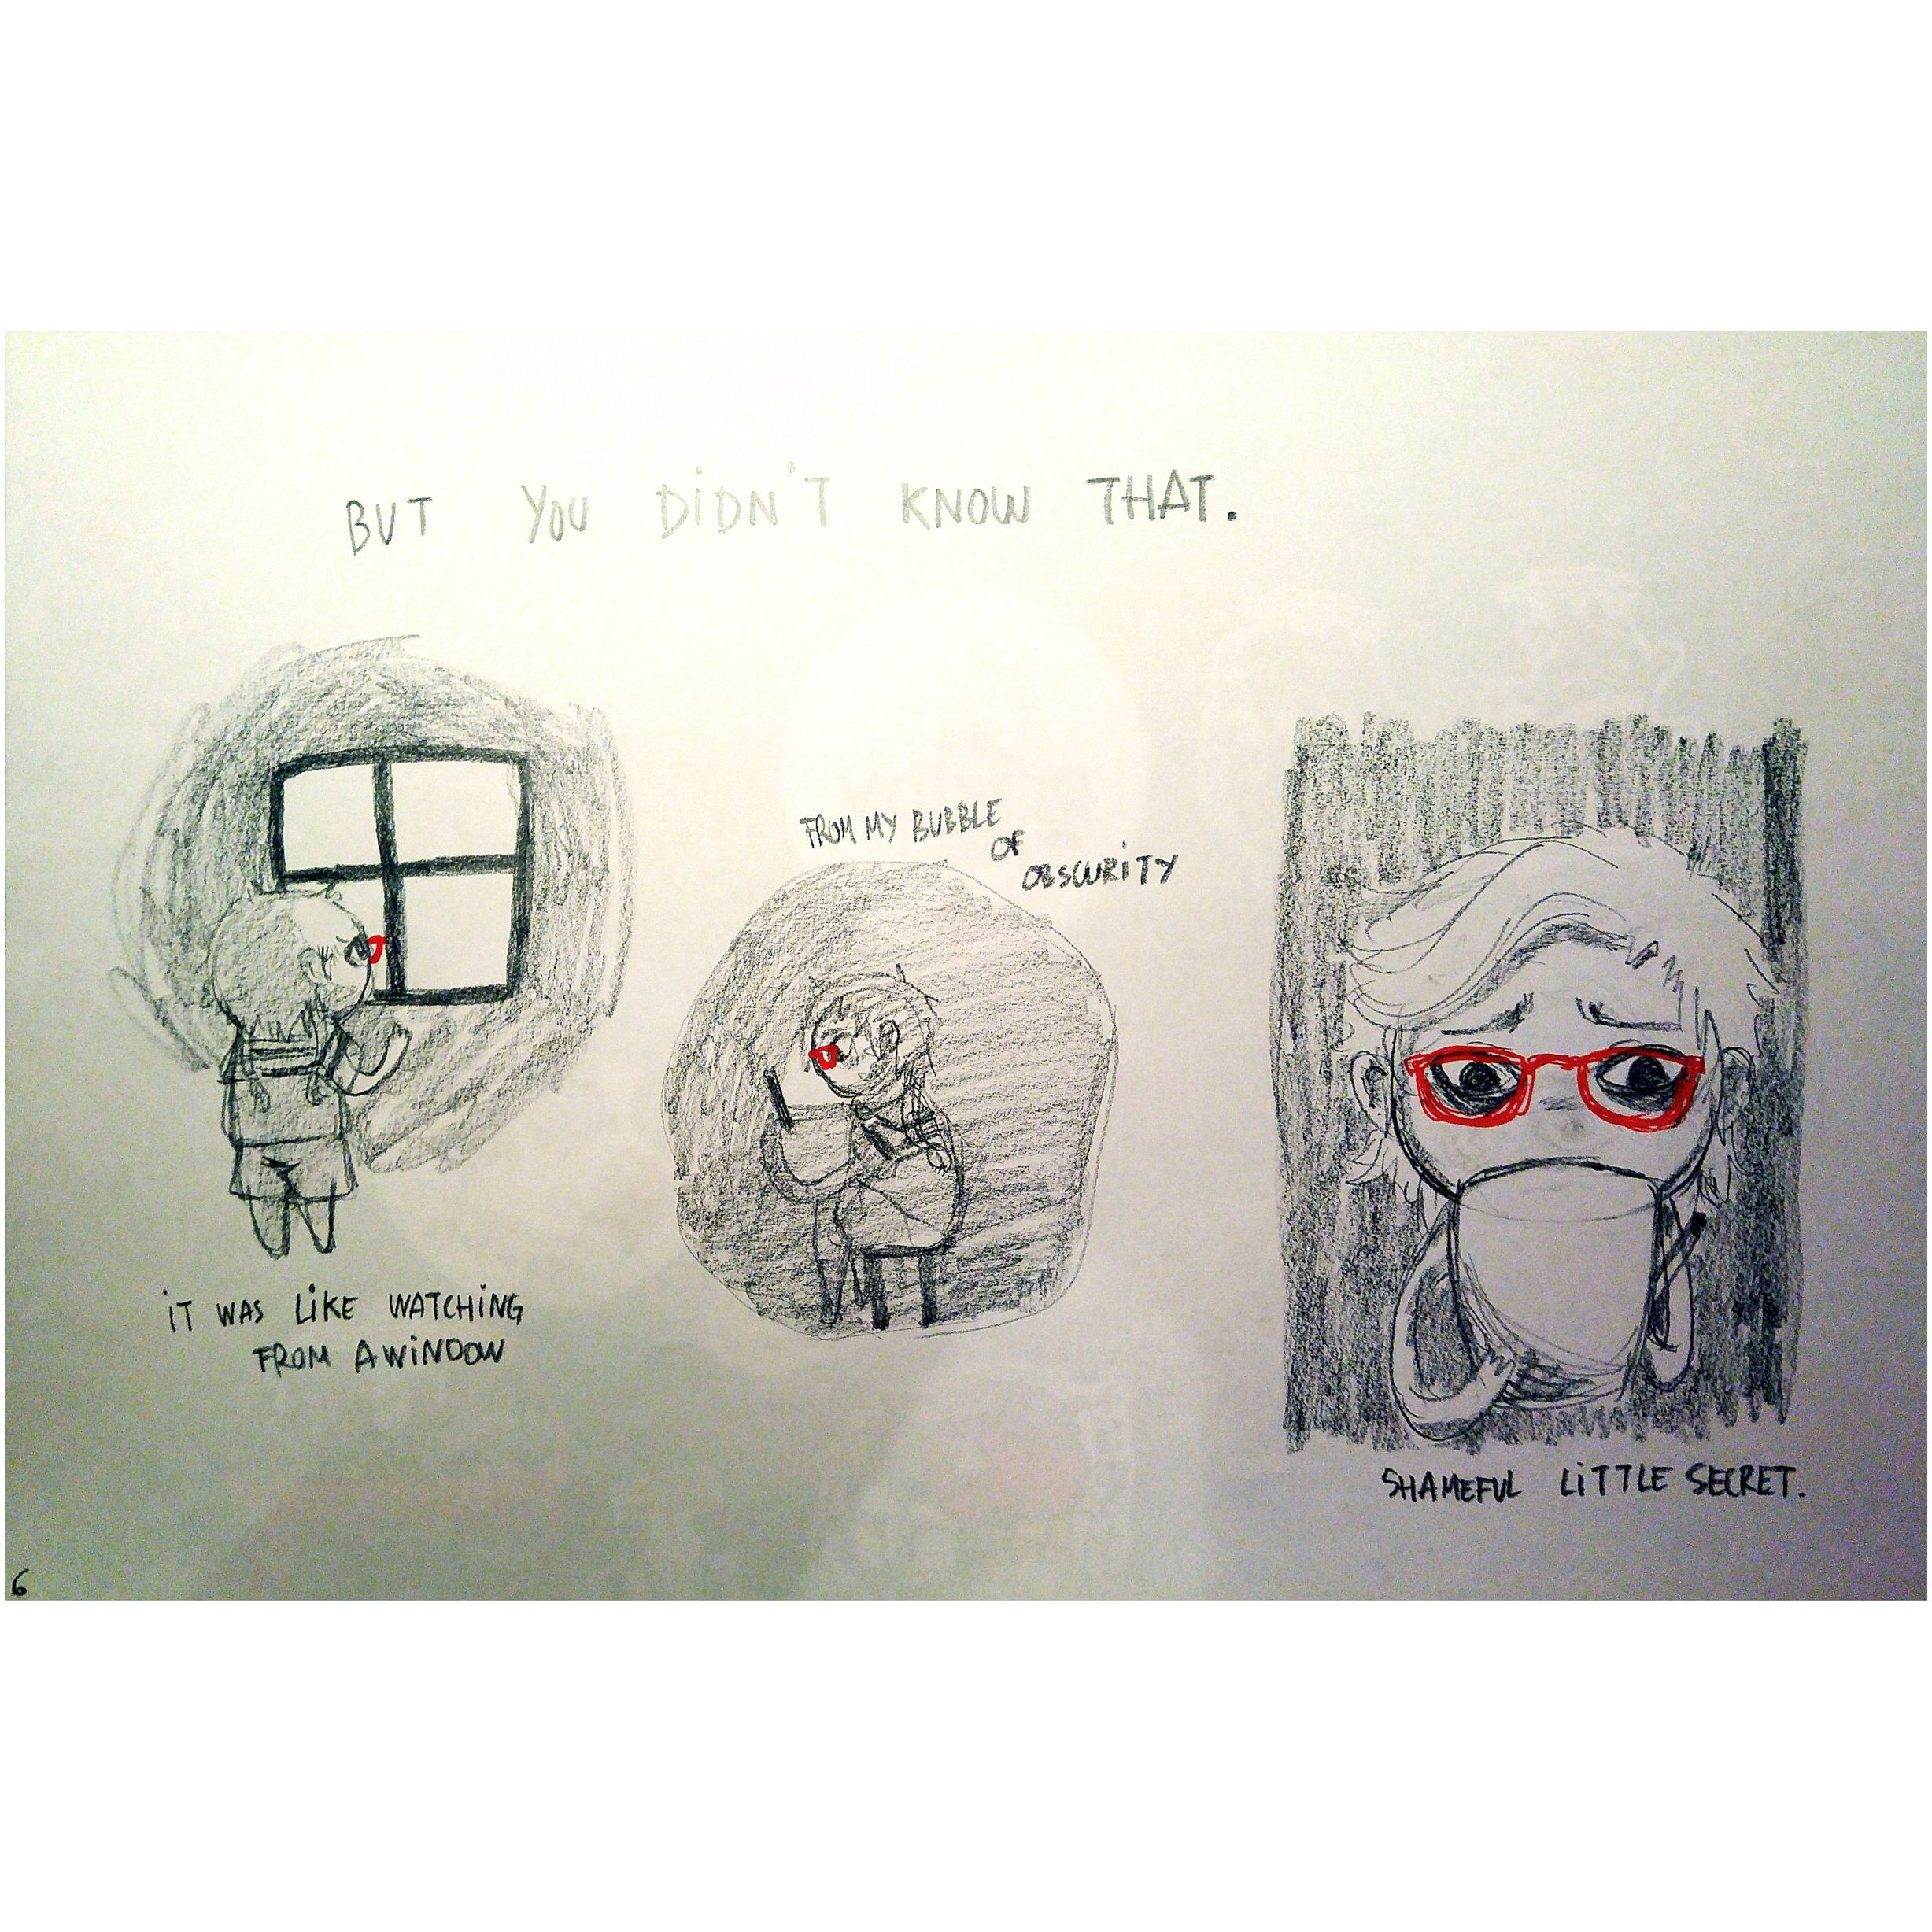 BUT YOU DiDN'T KNOW THAT.
iT WAS LiKE WATCHiNG
FROM A WiNDOW
FROM MY BUBBLE
OF
OBSCURiTY
SHAMEFUL LiTTLE SECRET.
6